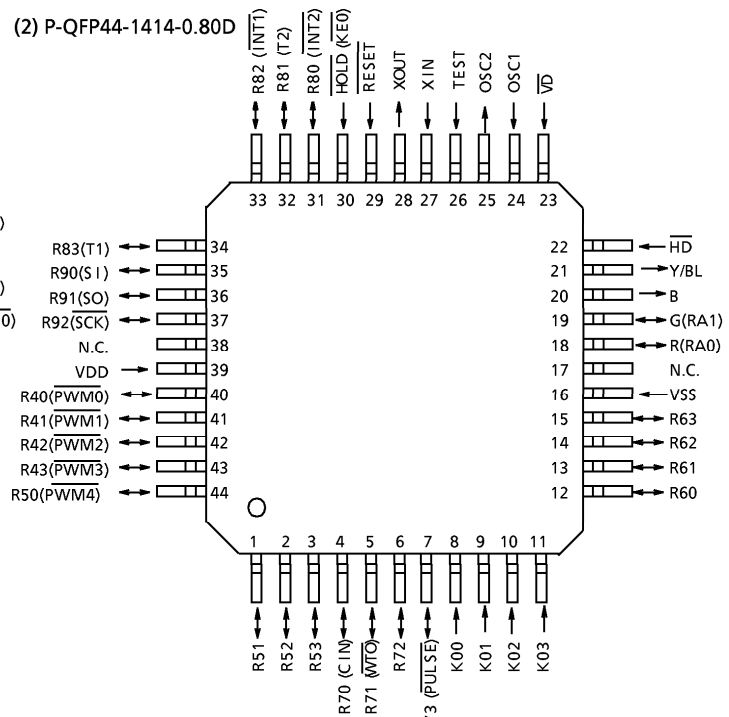 (2) P-QFP44-1414-0.80D
R82 (INT1)
R81 (T2)
R80 (INT2)
HOLD (KE0)
RESET
XOUT
XIN
TEST
OSC2
OSC1
VD
33 32 31 30 29 28 27 26 25 24 23
R83(T1) 34
R90(SI) 35
R91(SO) 36
R92(SCK) 37
N.C. 38
VDD 39
R40(PWM0) 40
R41(PWM1) 41
R42(PWM2) 42
R43(PWM3) 43
R50(PWM4) 44
22 HD
21 Y/BL
20 B
19 G(RA1)
18 R(RA0)
17 N.C.
16 VSS
15 R63
14 R62
13 R61
12 R60
1 2 3 4 5 6 7 8 9 10 11
R51
R52
R53
R70 (CIN)
R71 (WTO)
R72
3 (PULSE)
K00
K01
K02
K03
)
)
0)